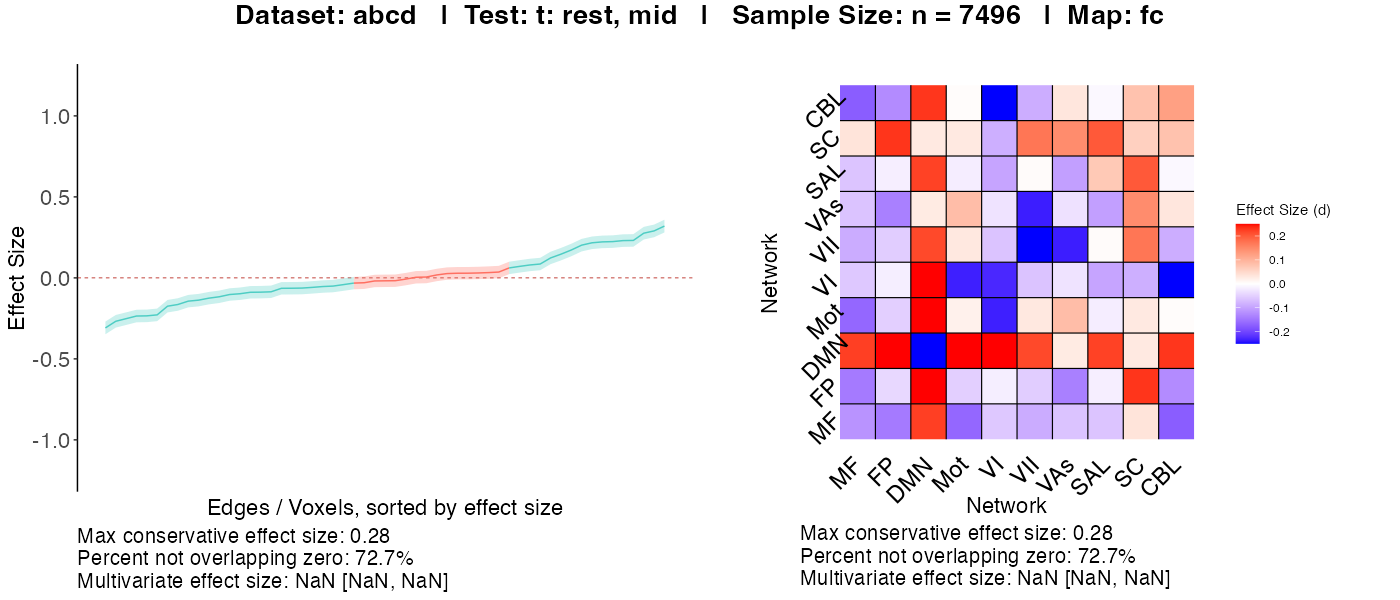 Dataset: abcd | Test: t: rest, mid | Sample Size: n = 7496 | Map: fc
Effect Size
1.0
0.5
0.0
-0.5
-1.0
Edges / Voxels, sorted by effect size
Max conservative effect size: 0.28
Percent not overlapping zero: 72.7%
Multivariate effect size: NaN [NaN, NaN]
Network
CBL
SC
SAL
VAs
VII
VI
Mot
DMN
FP
MF
MF FP DMN Mot VI VII VAs SAL SC CBL
Network
Effect Size (d)
0.2
0.1
0.0
-0.1
-0.2
Max conservative effect size: 0.28
Percent not overlapping zero: 72.7%
Multivariate effect size: NaN [NaN, NaN]